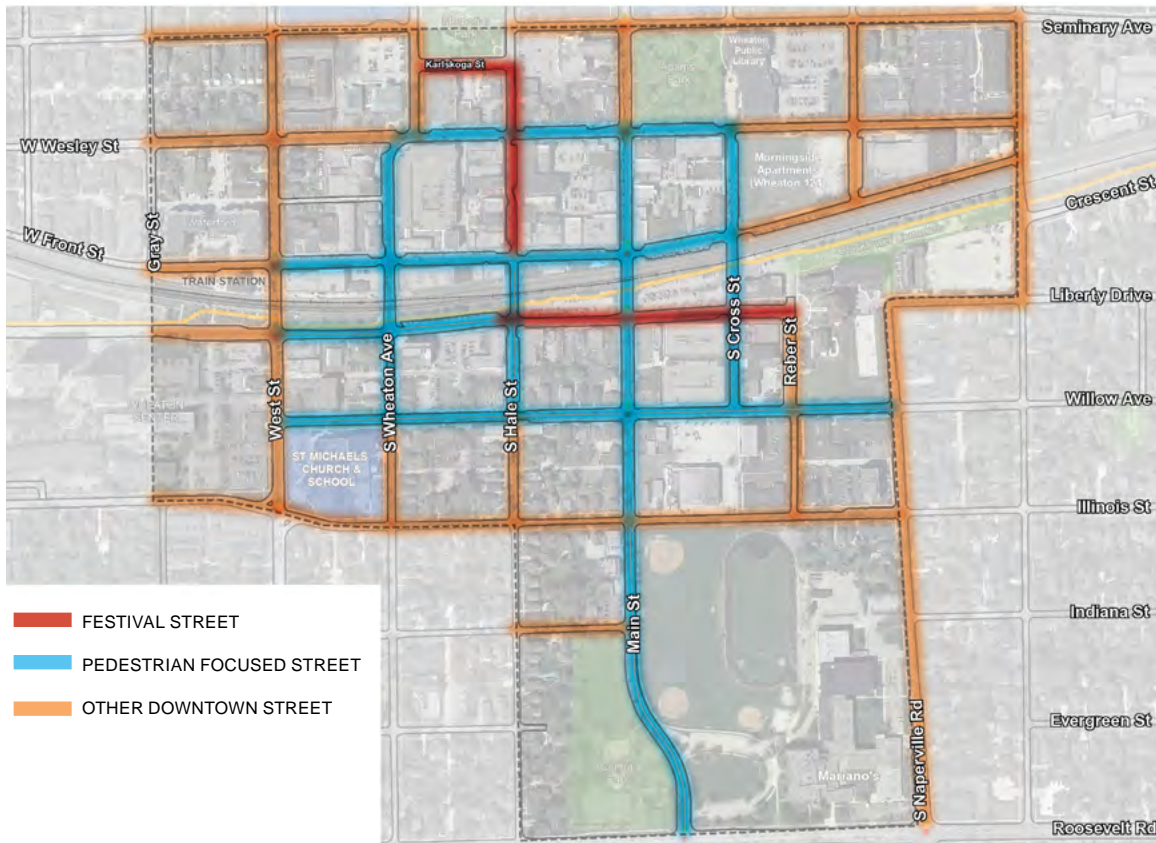 Seminary Ave
Karlskoga St
Wheaton
Public
Library
W Wesley St
Morningside
Apartments
(Wheaton 121)
Crescent St
Gray St
W Front St
TRAIN STATION
Liberty Drive
S Cross St
Reber St
S Wheaton Ave
West St
S Hale St
Willow Ave
ST MICHAELS
CHURCH &
SCHOOL
Illinois St
FESTIVAL STREET
PEDESTRIAN FOCUSED STREET
OTHER DOWNTOWN STREET
Main St
Indiana St
Evergreen St
S Naperville Rd
Mariano's
Roosevelt Rd